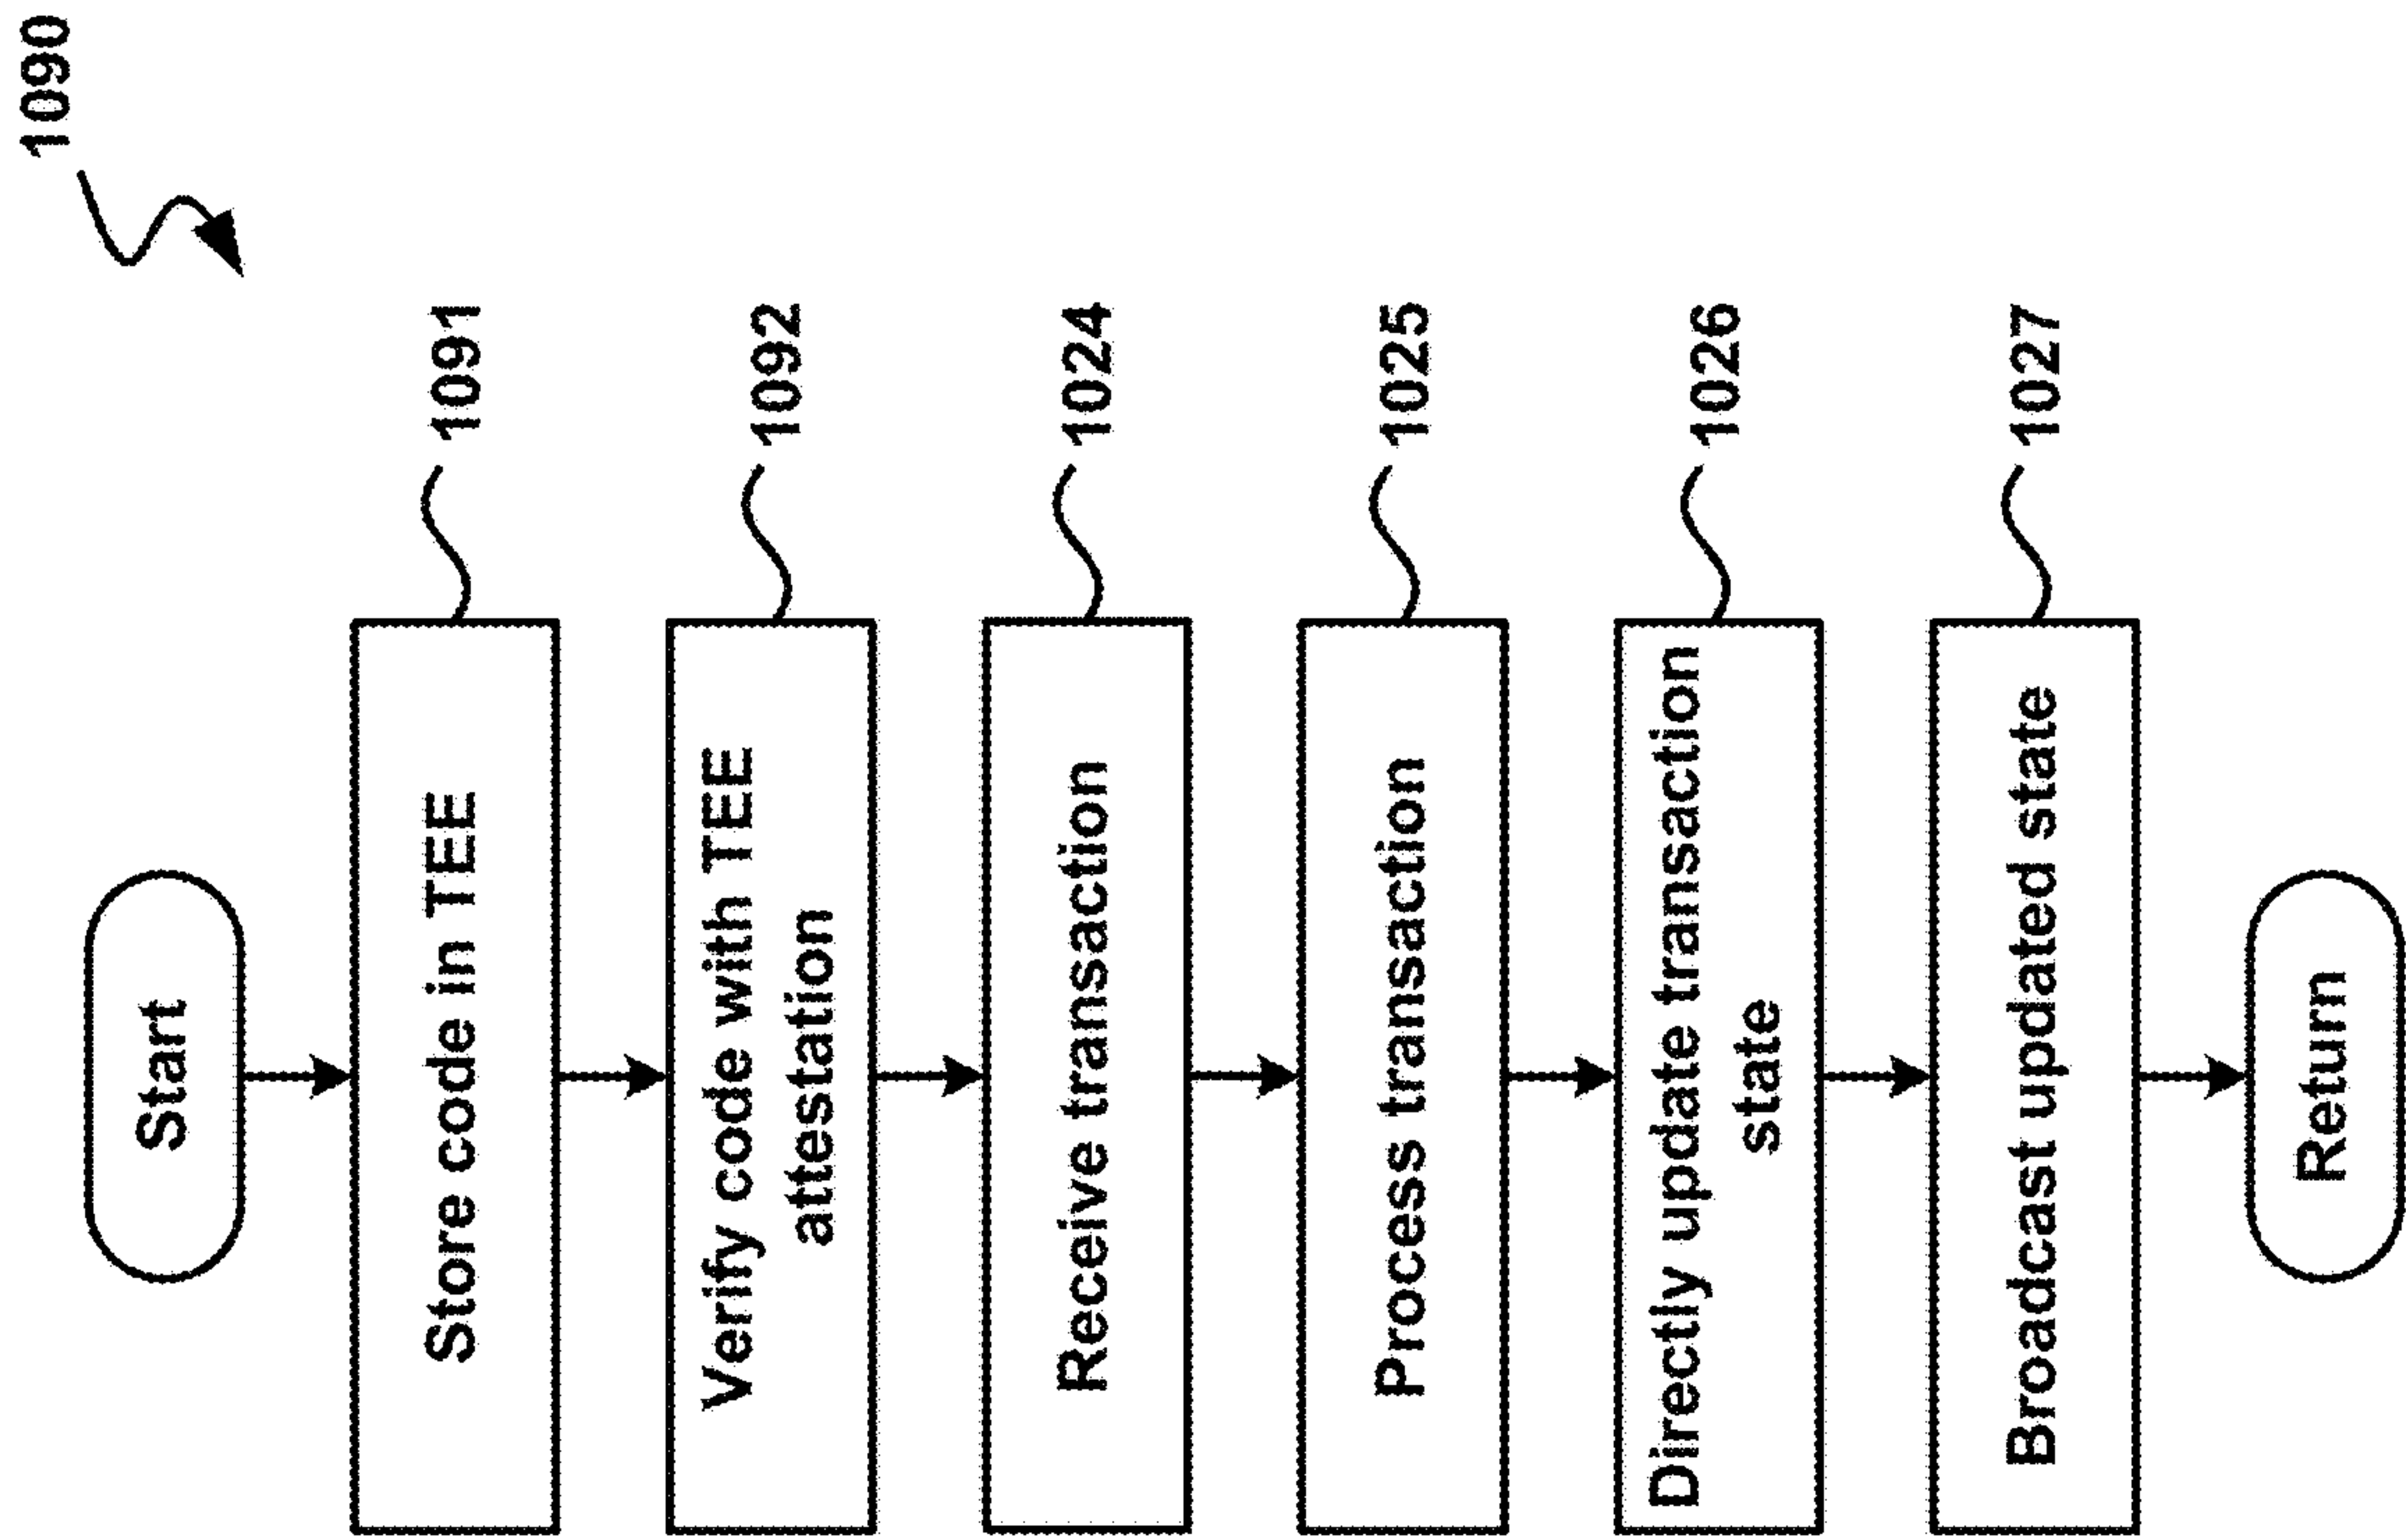 1090
Start
Store code in TEE
1091
Verify code with TEE
attestation
1092
Receive transaction
1024
Process transaction
1025
Directly update transaction
state
1026
Broadcast updated state
1027
Return